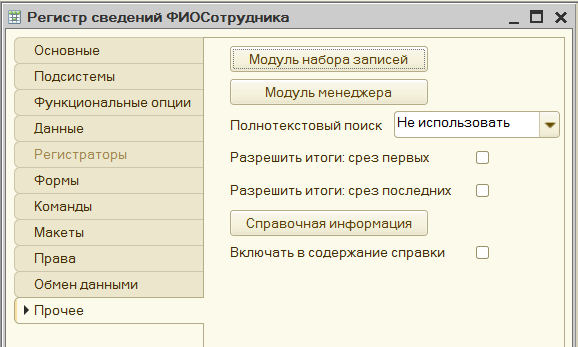 Регистр сведений ФИОСотрудника
Основные
Подсистемы
Функциональные опции
Данные
Регистраторы
Формы
Команды
Макеты
Права
Обмен данными
Прочее
Модуль набора записей
Модуль менеджера
Полнотекстовый поиск Не использовать
Разрешить итоги: срез первых
Разрешить итоги: срез последних
Справочная информация
Включать в содержание справки